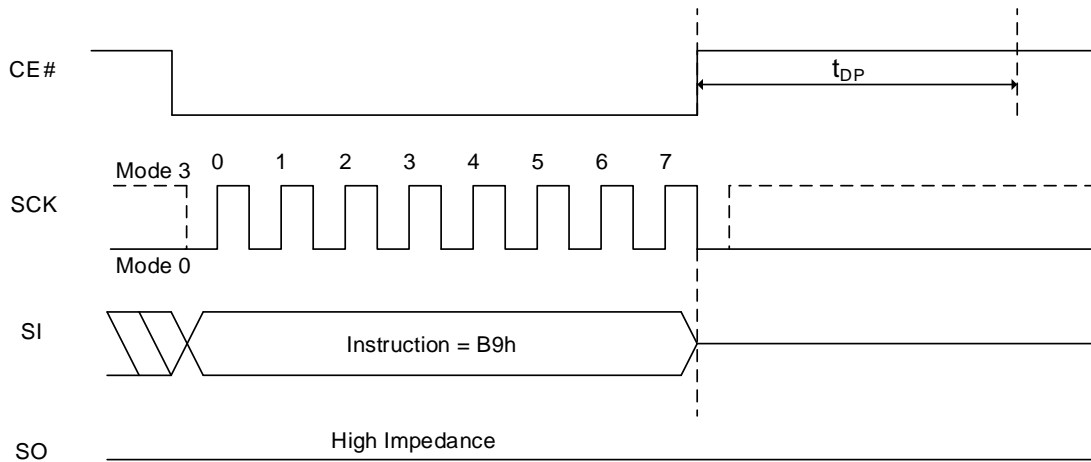 CE#
tDP
Mode 3
0 1 2 3 4 5 6 7
SCK
Mode 0
SI
Instruction = B9h
High Impedance
SO